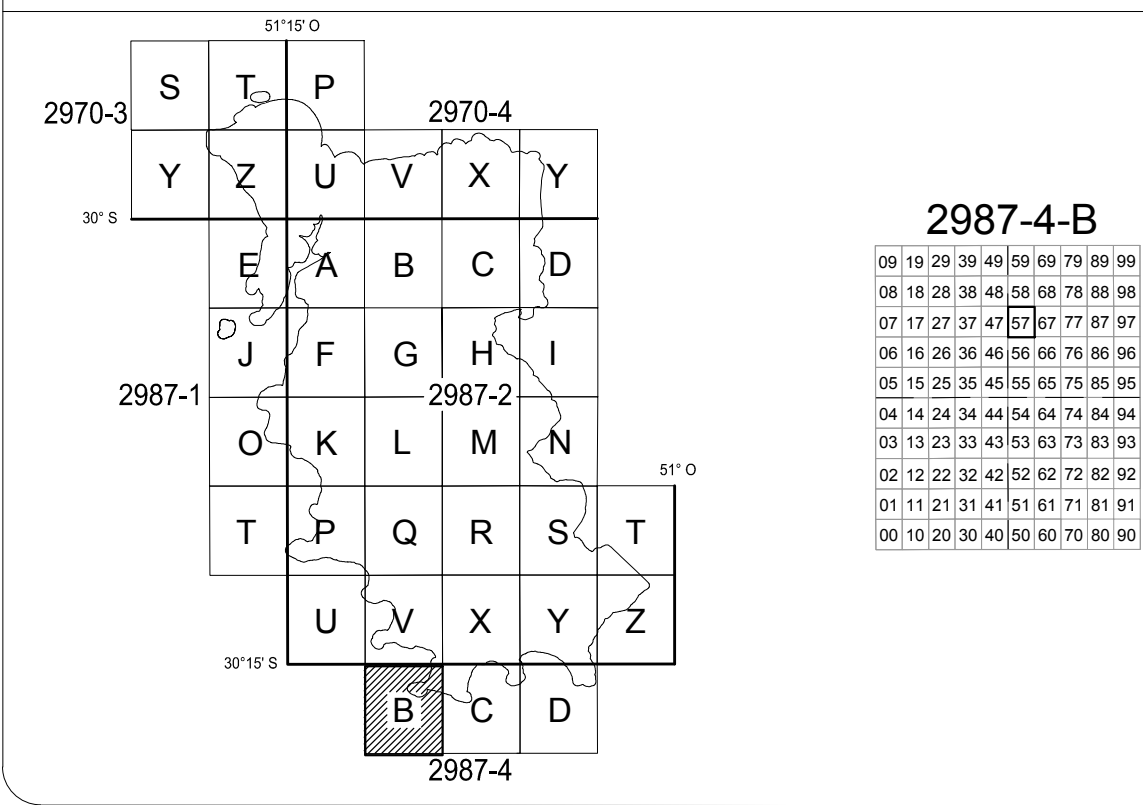 51°15' O
S T P
2970-3 2970-4
Y Z U V X Y
30° S
E A B C D
J F G H I
2987-1 2987-2
O K L M N
51° O
T P Q R S T
U V X Y Z
30°15' S
B C D
2987-4
2987-4-B
09 19 29 39 49 59 69 79 89 99
08 18 28 38 48 58 68 78 88 98
07 17 27 37 47 57 67 77 87 97
06 16 26 36 46 56 66 76 86 96
05 15 25 35 45 55 65 75 85 95
04 14 24 34 44 54 64 74 84 94
03 13 23 33 43 53 63 73 83 93
02 12 22 32 42 52 62 72 82 92
01 11 21 31 41 51 61 71 81 91
00 10 20 30 40 50 60 70 80 90